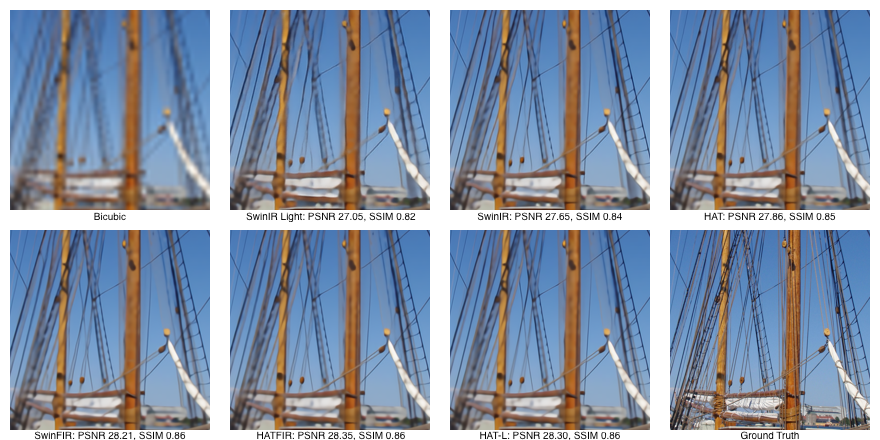 Bicubic
SwinIR Light: PSNR 27.05, SSIM 0.82
SwinIR: PSNR 27.65, SSIM 0.84
HAT: PSNR 27.86, SSIM 0.85
SwinFIR: PSNR 28.21, SSIM 0.86
HATFIR: PSNR 28.35, SSIM 0.86
HAT-L: PSNR 28.30, SSIM 0.86
Ground Truth